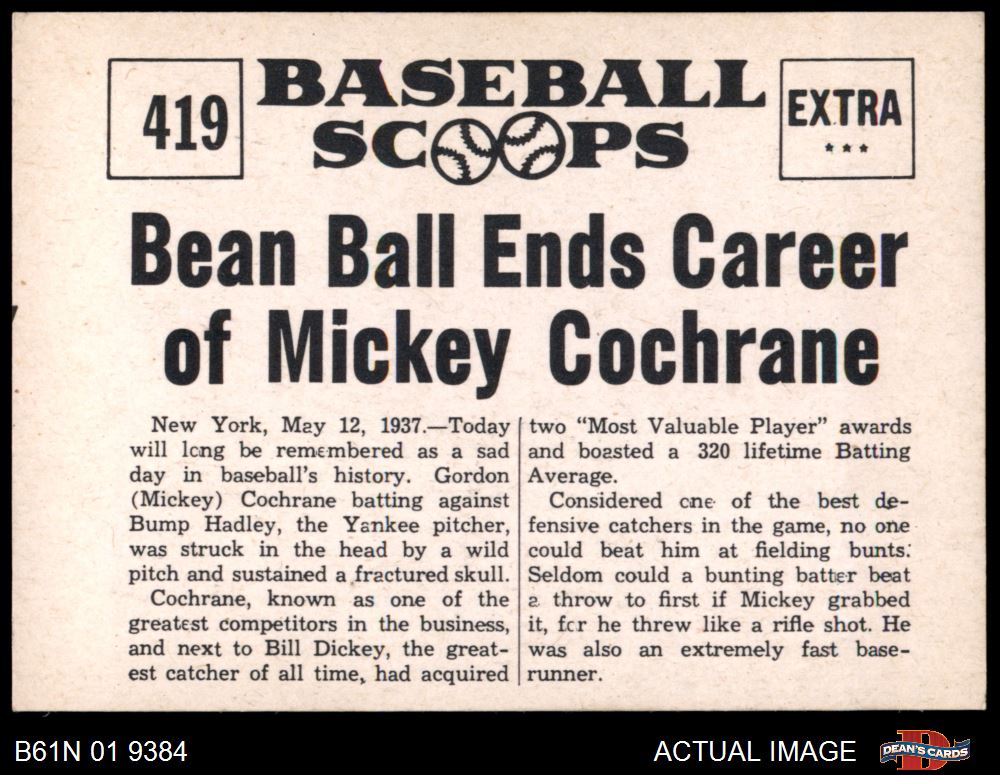 419
BASEBALL
SCOOPS
EXTRA
***
Bean Ball Ends Career
of Mickey Cochrane
New York, May 12, 1937.—Today
will long be remembered as a sad
day in baseball's history. Gordon
(Mickey) Cochrane batting against
Bump Hadley, the Yankee pitcher,
was struck in the head by a wild
pitch and sustained a fractured skull.
Cochrane, known as one of the
greatest competitors in the business,
and next to Bill Dickey, the great-
est catcher of all time, had acquired
two "Most Valuable Player" awards
and boasted a 320 lifetime Batting
Average.
Considered one of the best de-
fensive catchers in the game, no one
could beat him at fielding bunts.
Seldom could a bunting batter beat
a throw to first if Mickey grabbed
it, for he threw like a rifle shot. He
was also an extremely fast base-
runner.
B61N 01 9384
ACTUAL IMAGE
DEAN'S CARDS